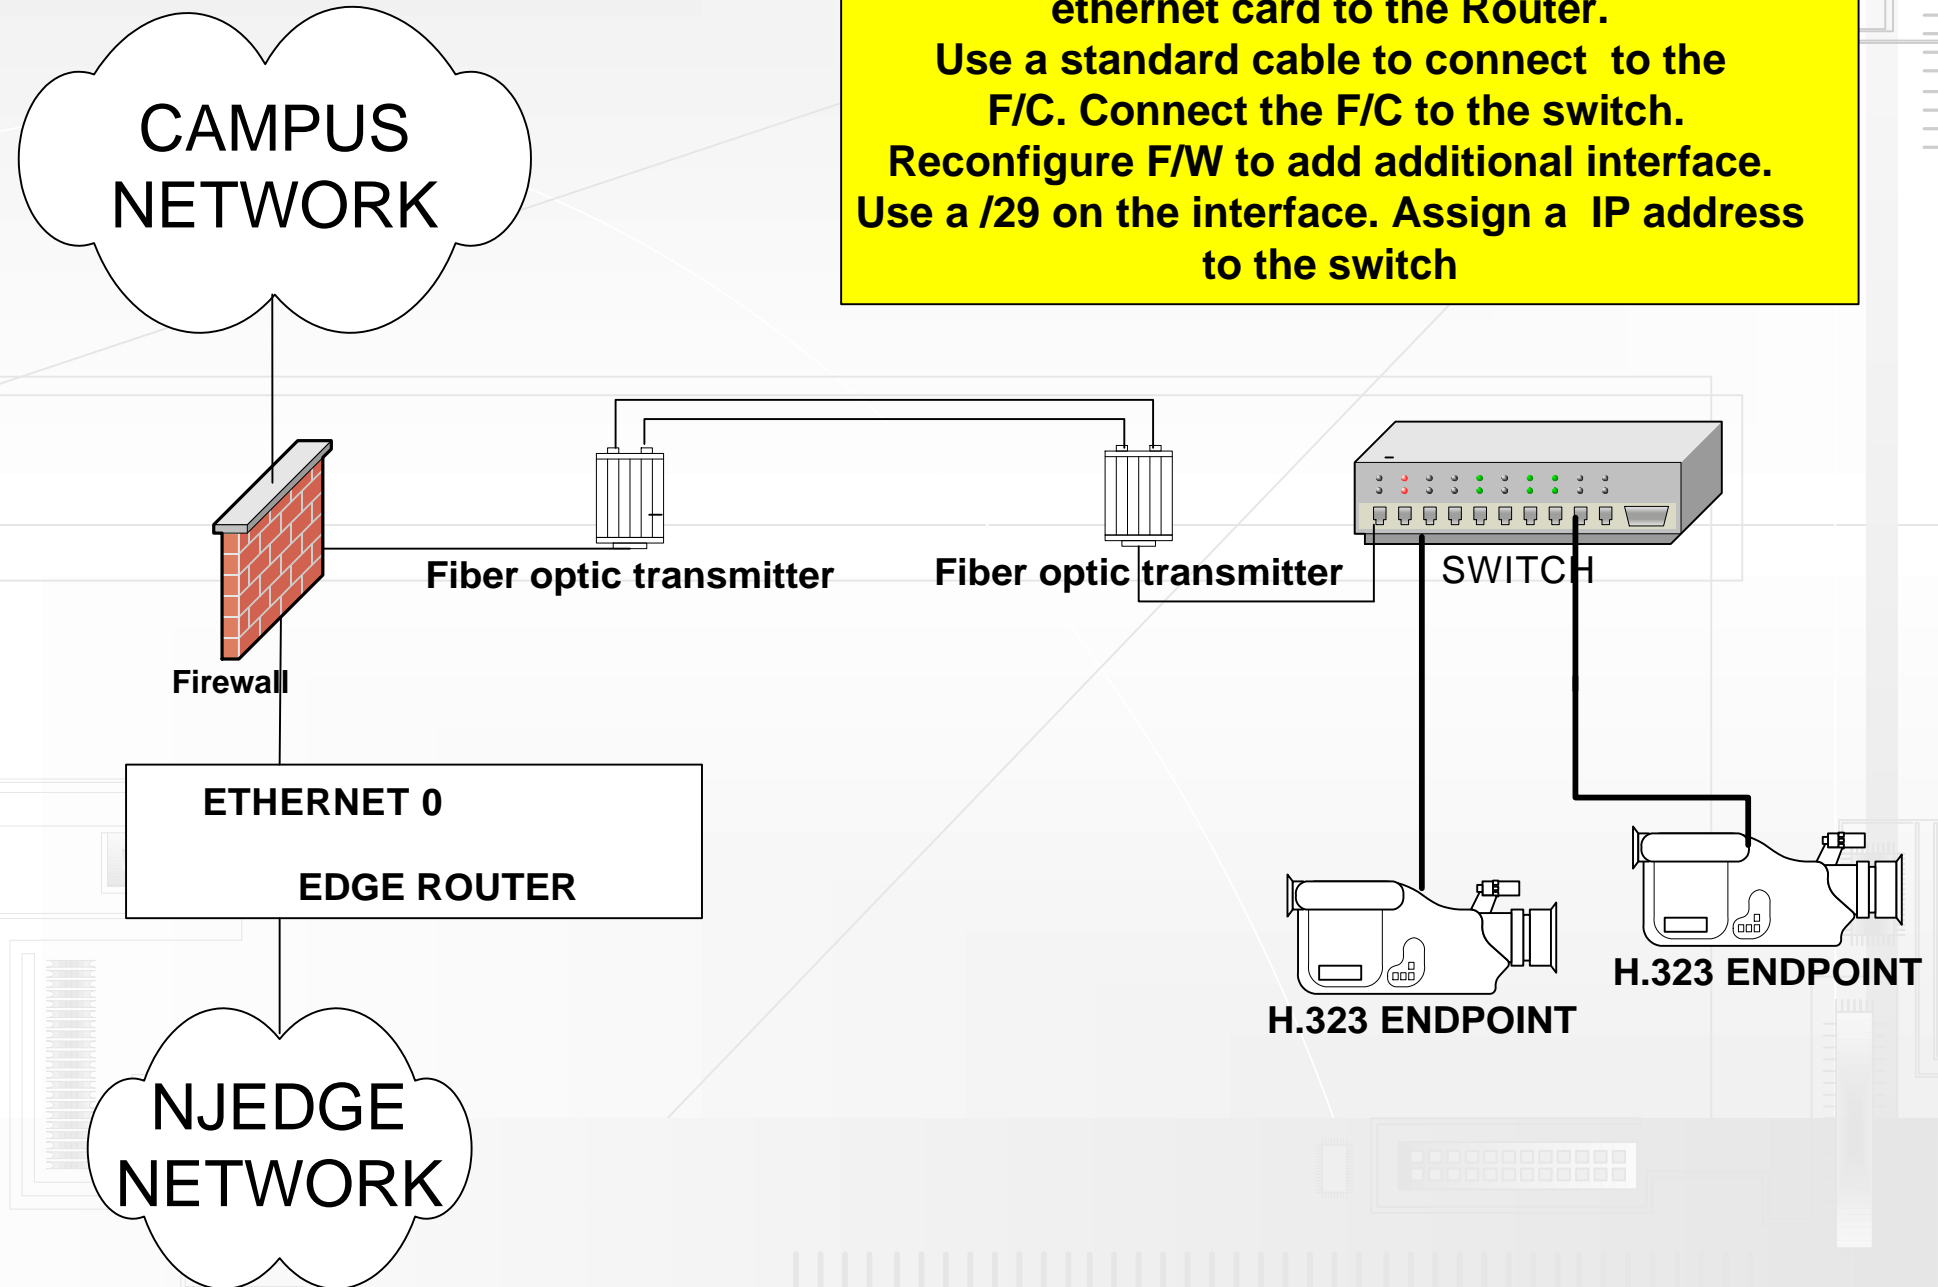 ethernet card to the Router.
Use a standard cable to connect  to the
F/C. Connect the F/C to the switch.
Reconfigure F/W to add additional interface.
Use a /29 on the interface. Assign a  IP address
to the switch
CAMPUS
NETWORK
Fiber optic transmitter
Fiber optic transmitter
SWITCH
Firewall
ETHERNET 0
EDGE ROUTER
H.323 ENDPOINT
H.323 ENDPOINT
NJEDGE
NETWORK